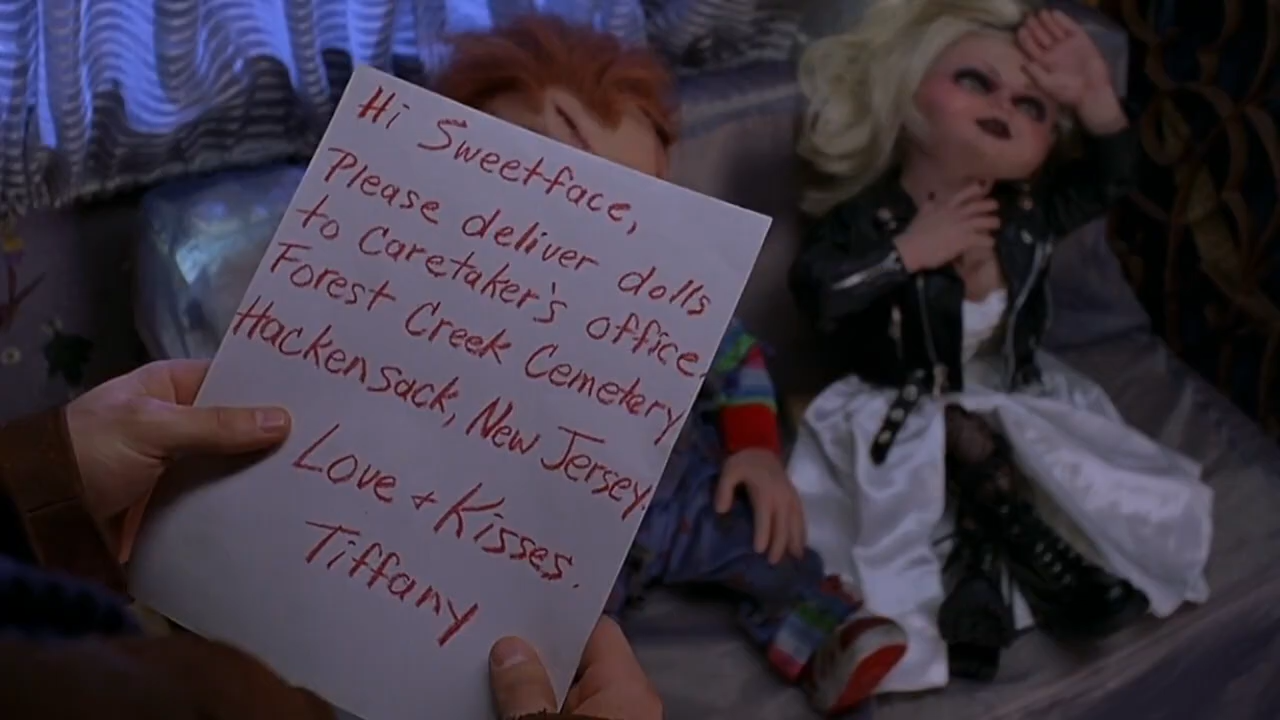 Hi Sweetface,
Please deliver dolls
to caretaker's office.
Forest Creek Cemetery
Hackensack, New Jersey.
Love + Kisses.
Tiffany